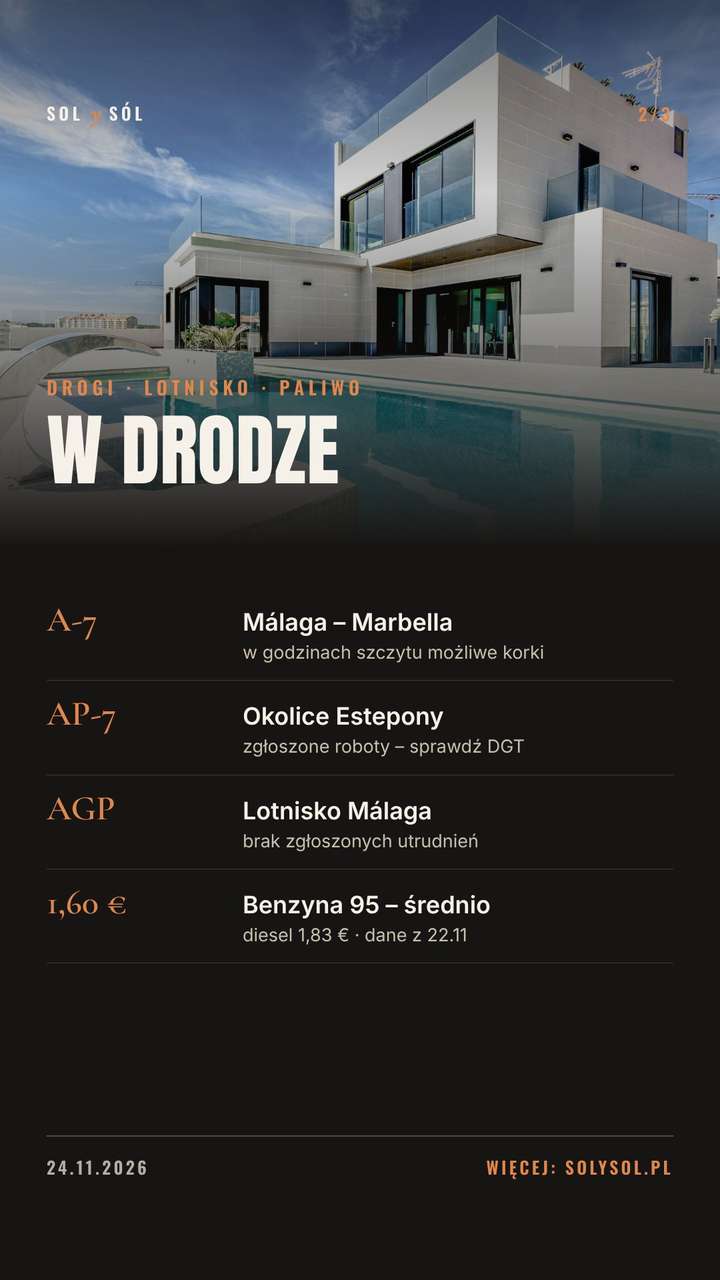 SOL y SÓL
2/3
DROGI · LOTNISKO · PALIWO
W DRODZE
A-7
Málaga – Marbella
w godzinach szczytu możliwe korki
AP-7
Okolice Estepony
zgłoszone roboty – sprawdź DGT
AGP
Lotnisko Málaga
brak zgłoszonych utrudnień
1,60 €
Benzyna 95 – średnio
diesel 1,83 € · dane z 22.11
24.11.2026
WIĘCEJ: SOLYSOL.PL